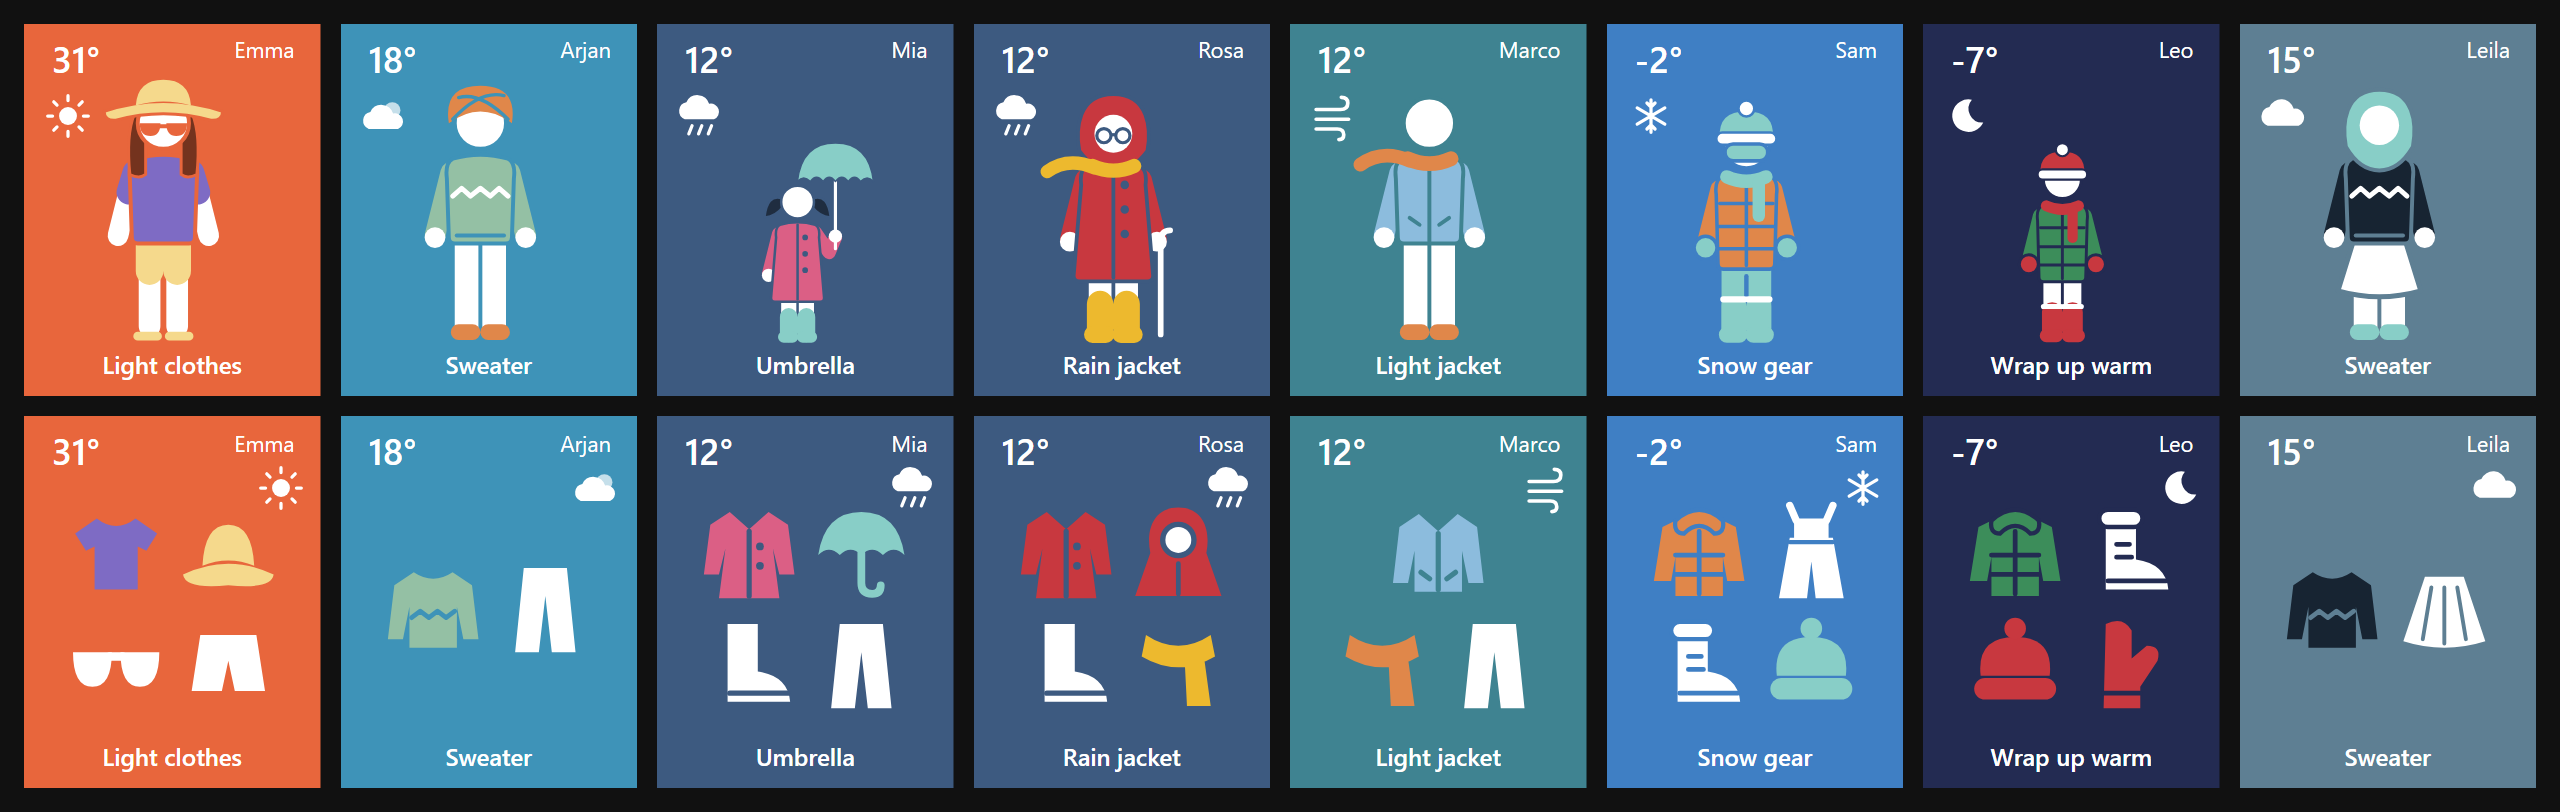 31° Emma
Light clothes
18° Arjan
Sweater
12° Mia
Umbrella
12° Rosa
Rain jacket
12° Marco
Light jacket
-2° Sam
Snow gear
-7° Leo
Wrap up warm
15° Leila
Sweater
31° Emma
Light clothes
18° Arjan
Sweater
12° Mia
Umbrella
12° Rosa
Rain jacket
12° Marco
Light jacket
-2° Sam
Snow gear
-7° Leo
Wrap up warm
15° Leila
Sweater